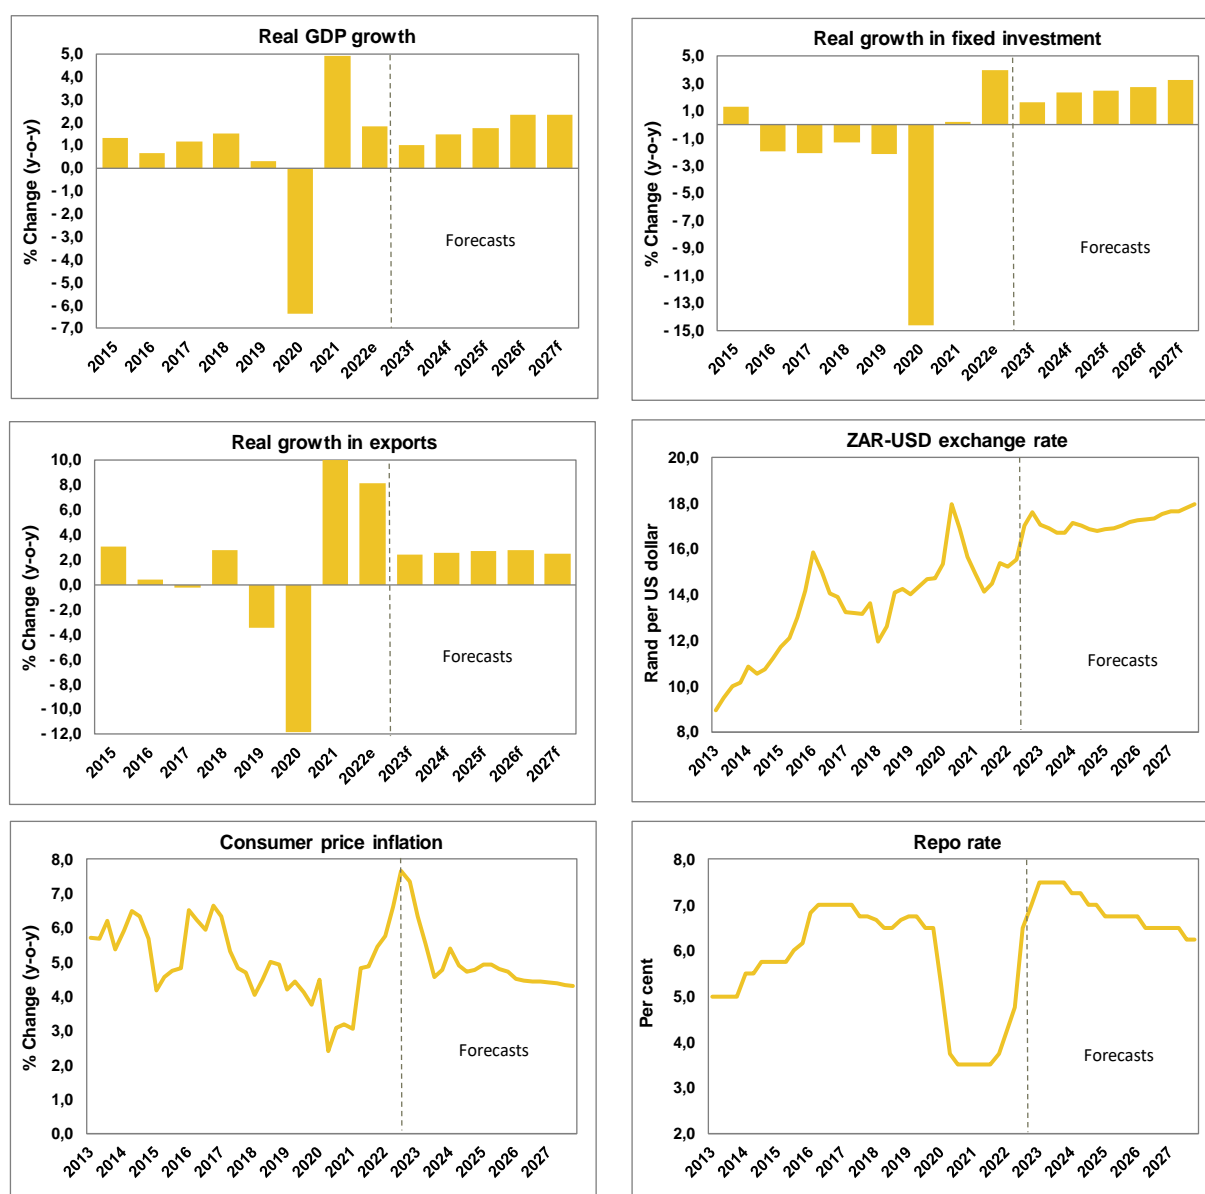 Real GDP growth
% Change (y-o-y)
5,0
4,0
3,0
2,0
1,0
0,0
- 1,0
- 2,0
- 3,0
- 4,0
- 5,0
- 6,0
- 7,0
Forecasts
2015 2016 2017 2018 2019 2020 2021 2022e 2023f 2024f 2025f 2026f 2027f
Real growth in fixed investment
% Change (y-o-y)
5,0
3,0
1,0
- 1,0
- 3,0
- 5,0
- 7,0
- 9,0
- 11,0
- 13,0
- 15,0
Forecasts
2015 2016 2017 2018 2019 2020 2021 2022e 2023f 2024f 2025f 2026f 2027f
Real growth in exports
% Change (y-o-y)
10,0
8,0
6,0
4,0
2,0
0,0
- 2,0
- 4,0
- 6,0
- 8,0
- 10,0
- 12,0
Forecasts
2015 2016 2017 2018 2019 2020 2021 2022e 2023f 2024f 2025f 2026f 2027f
ZAR-USD exchange rate
Rand per US dollar
20,0
18,0
16,0
14,0
12,0
10,0
8,0
Forecasts
2013 2014 2015 2016 2017 2018 2019 2020 2021 2022 2023 2024 2025 2026 2027
Consumer price inflation
% Change (y-o-y)
8,0
7,0
6,0
5,0
4,0
3,0
2,0
1,0
0,0
Forecasts
2013 2014 2015 2016 2017 2018 2019 2020 2021 2022 2023 2024 2025 2026 2027
Repo rate
Per cent
8,0
7,0
6,0
5,0
4,0
3,0
2,0
Forecasts
2013 2014 2015 2016 2017 2018 2019 2020 2021 2022 2023 2024 2025 2026 2027